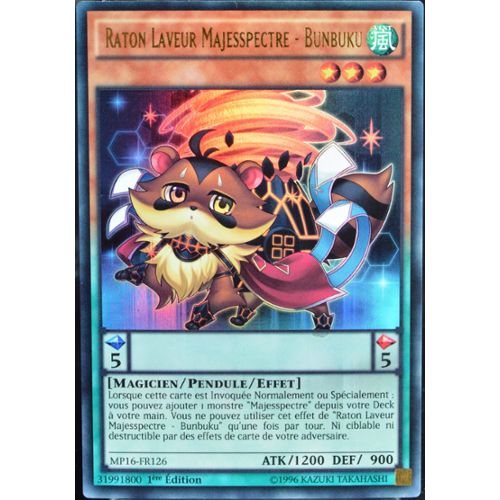 Raton Laveur Majesspectre - Bunbuku
風
5
5
[Magicien/Pendule/Effet]
Lorsque cette carte est Invoquée Normalement ou Spécialement :
vous pouvez ajouter 1 monstre "Majesspectre" depuis votre Deck
à votre main. Vous ne pouvez utiliser cet effet de "Raton Laveur
Majesspectre - Bunbuku" qu'une fois par tour. Ni ciblable ni
destructible par des effets de carte de votre adversaire.
MP16-FR126 ATK/1200 DEF/ 900
31991800 1ère Édition ©1996 KAZUKI TAKAHASHI